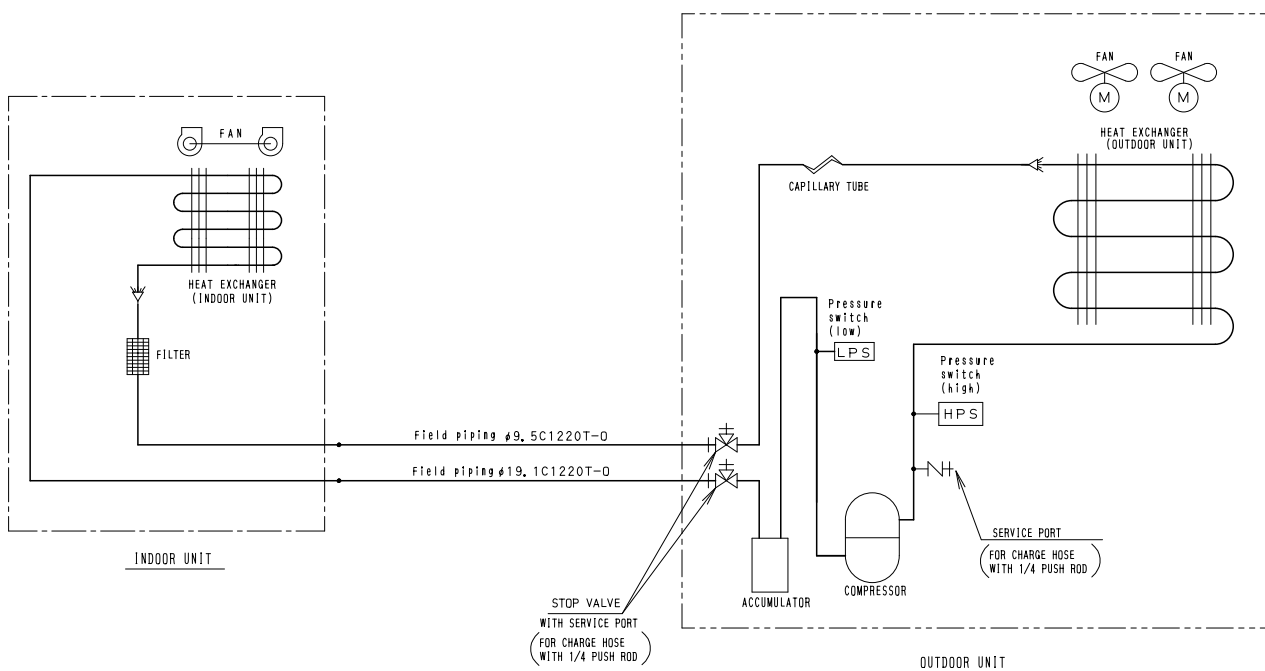 FAN
HEAT EXCHANGER
(INDOOR UNIT)
FILTER
INDOOR UNIT
Field piping ø9.5C1220T-O
Field piping ø19.1C1220T-O
STOP VALVE
WITH SERVICE PORT
(FOR CHARGE HOSE
WITH 1/4 PUSH ROD)
FAN
FAN
M
M
HEAT EXCHANGER
(OUTDOOR UNIT)
CAPILLARY TUBE
Pressure
switch
(low)
LPS
Pressure
switch
(high)
HPS
SERVICE PORT
(FOR CHARGE HOSE
WITH 1/4 PUSH ROD)
ACCUMULATOR
COMPRESSOR
OUTDOOR UNIT